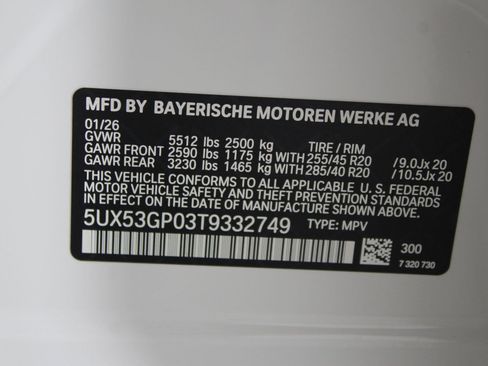 MFD BY BAYERISCHE MOTOREN WERKE AG
01/26
GVWR 5512 lbs 2500 kg TIRE / RIM
GAWR FRONT 2590 lbs 1175 kg WITH 255/45 R20 /9.0Jx 20
GAWR REAR 3230 lbs 1465 kg WITH 285/40 R20 /10.5Jx 20
THIS VEHICLE CONFORMS TO ALL APPLICABLE U. S. FEDERAL
MOTOR VEHICLE SAFETY AND THEFT PREVENTION STANDARDS
IN EFFECT ON THE DATE OF MANUFACTURE SHOWN ABOVE.
5UX53GP03T9332749 TYPE: MPV
300
7 320 730